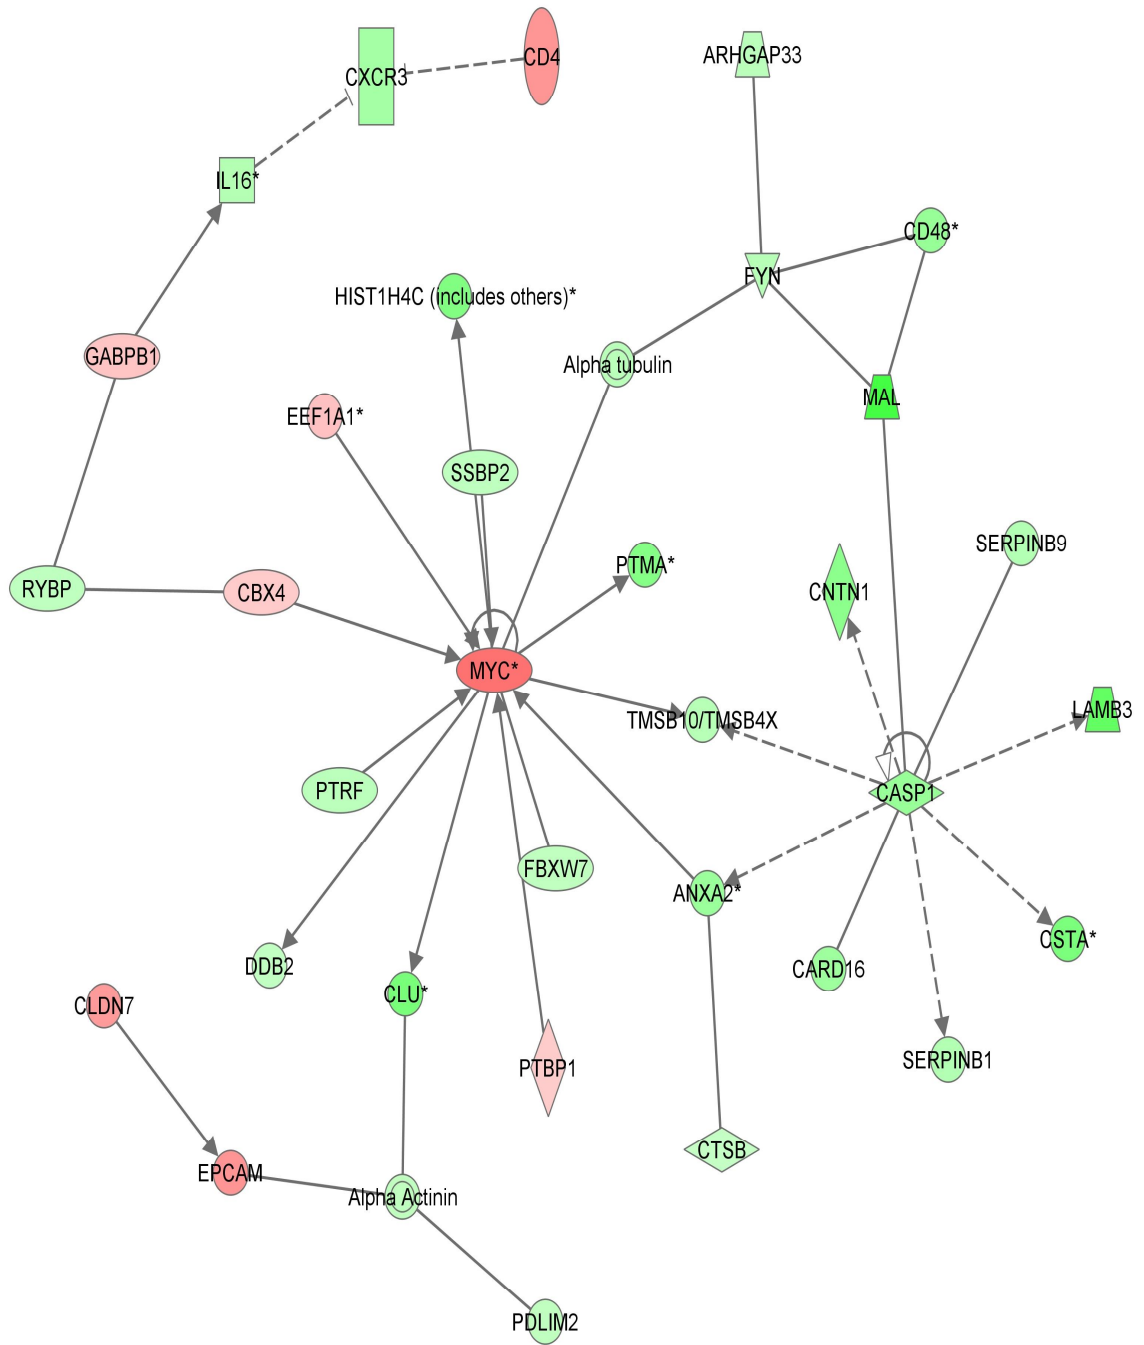 CD4
ARHGAP33
CXCR3
IL16*
CD48*
FYN
HIST1H4C (includes others)*
GABPB1
Alpha tubulin
MAL
EEF1A1*
SSBP2
SERPINB9
PTMA*
RYBP
CBX4
CNTN1
MYC*
LAMB3
TMSB10/TMSB4X
PTRF
CASP1
FBXW7
ANXA2*
CSTA*
DDB2
CARD16
CLU*
CLDN7
SERPINB1
PTBP1
CTSB
EPCAM
Alpha Actinin
PDLIM2